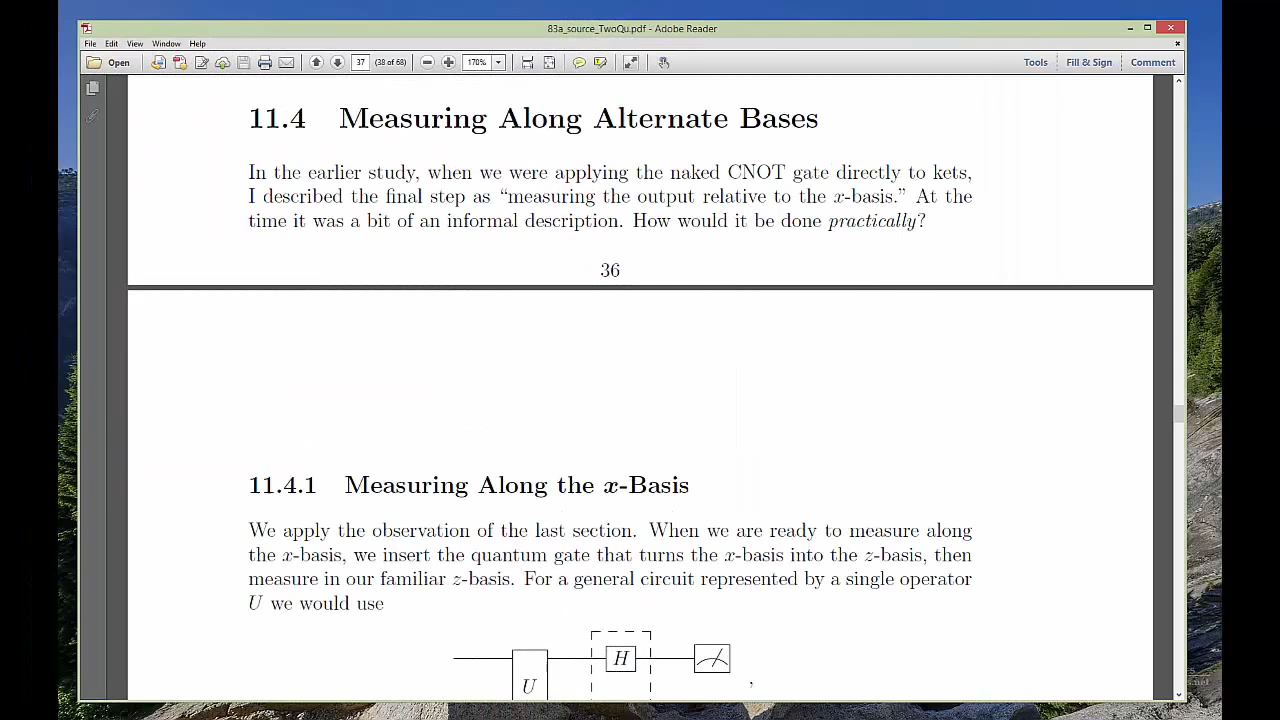 83a_source_TwoQu.pdf - Adobe Reader
File Edit View Window Help
Open 37 (38 of 68) 170% Tools Fill & Sign Comment
11.4 Measuring Along Alternate Bases
In the earlier study, when we were applying the naked CNOT gate directly to kets,
I described the final step as “measuring the output relative to the x-basis.” At the
time it was a bit of an informal description. How would it be done practically?
36
11.4.1 Measuring Along the x-Basis
We apply the observation of the last section. When we are ready to measure along
the x-basis, we insert the quantum gate that turns the x-basis into the z-basis, then
measure in our familiar z-basis. For a general circuit represented by a single operator
U we would use
H
U ,